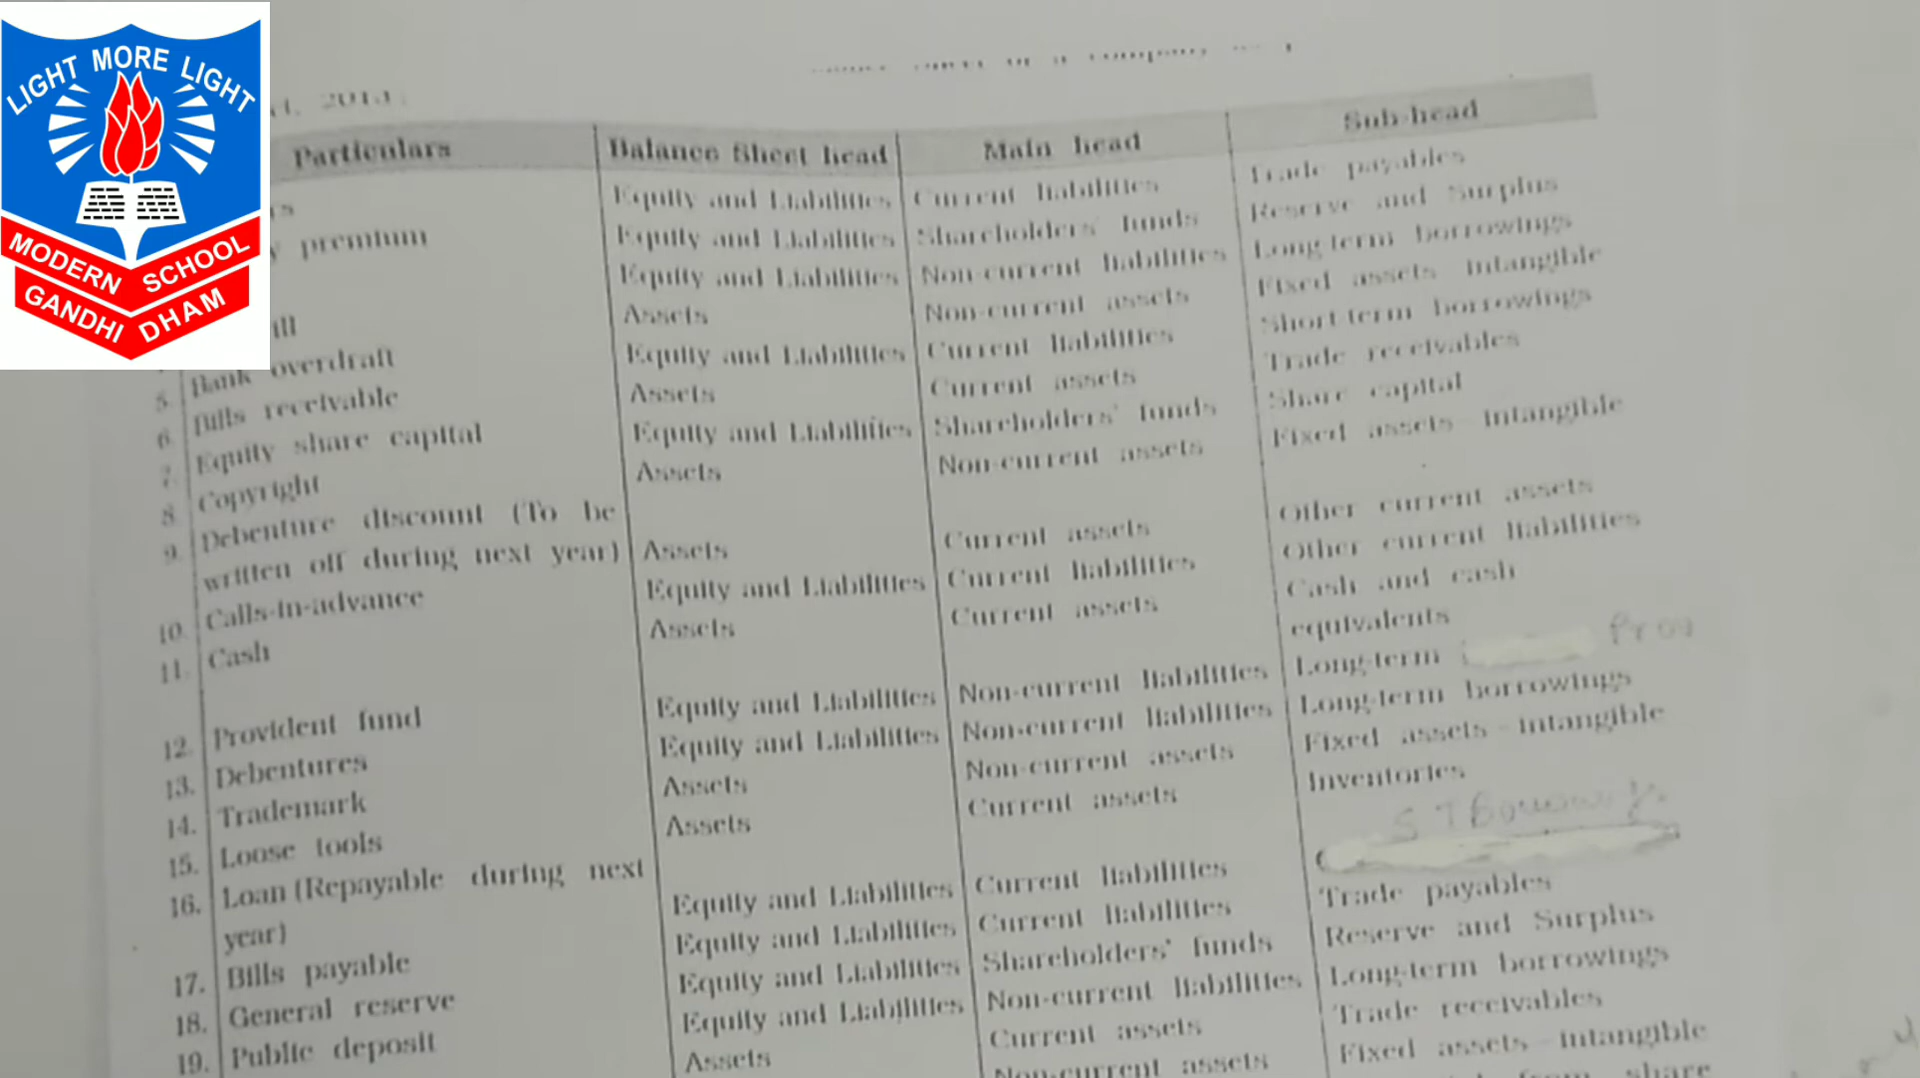 LIGHT MORE LIGHT
MODERN SCHOOL
GANDHIDHAM
Particulars Balance Sheet head Main head Sub-head
Equity and Liabilities Current liabilities Trade payables
premium Equity and Liabilities Shareholders' funds Reserve and Surplus
Equity and Liabilities Non-current liabilities Long-term borrowings
Assets Non-current assets Fixed assets intangible
5. Bank overdraft Equity and Liabilities Current liabilities Short-term borrowings
6. Bills receivable Assets Current assets Trade receivables
7. Equity share capital Equity and Liabilities Shareholders' funds Share capital
8. Copyright Assets Non-current assets Fixed assets intangible
9. Debenture discount (To be
written off during next year) Assets Current assets Other current assets
10. Calls-in-advance Equity and Liabilities Current liabilities Other current liabilities
11. Cash Assets Current assets Cash and cash
equivalents
12. Provident fund Equity and Liabilities Non-current liabilities Long-term
13. Debentures Equity and Liabilities Non-current liabilities Long-term borrowings
14. Trademark Assets Non-current assets Fixed assets - intangible
15. Loose tools Assets Current assets Inventories
16. Loan (Repayable during next
year) Equity and Liabilities Current liabilities
17. Bills payable Equity and Liabilities Current liabilities Trade payables
18. General reserve Equity and Liabilities Shareholders' funds Reserve and Surplus
19. Public deposit Equity and Liabilities Non-current liabilities Long-term borrowings
Assets Current assets Trade receivables
Non-current assets Fixed assets intangible
share